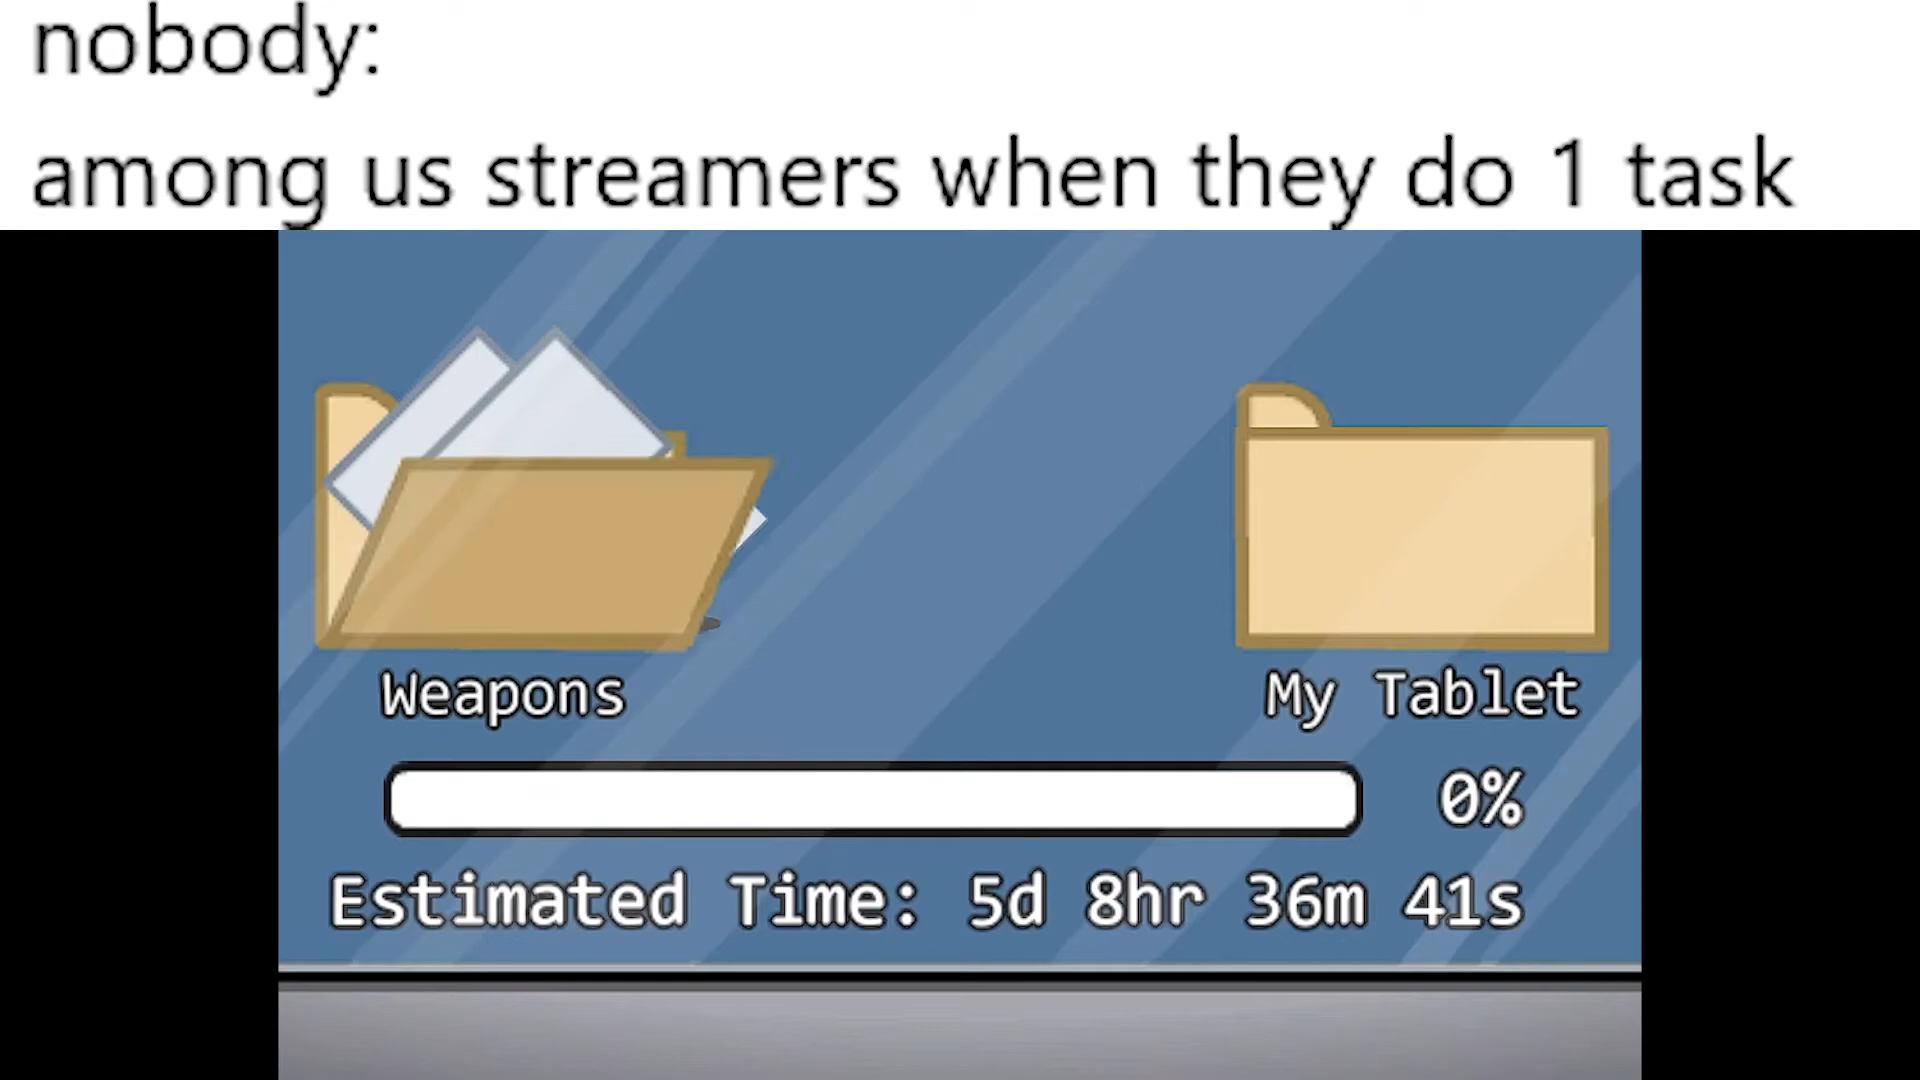 nobody:
among us streamers when they do 1 task
Weapons
My Tablet
0%
Estimated Time: 5d 8hr 36m 41s